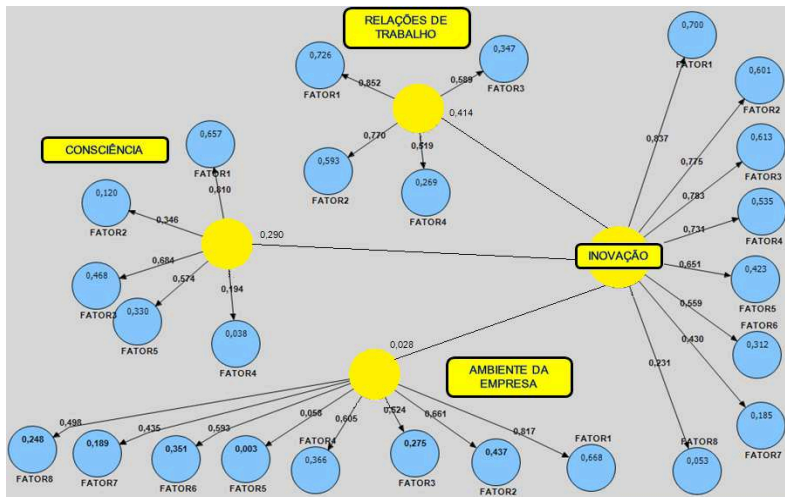 RELAÇÕES DE
TRABALHO
0,726
FATOR1
0,852
0,347
FATOR3
0,589
0,414
0,593
FATOR2
0,770
0,269
FATOR4
0,519
0,700
FATOR1
0,837
0,601
FATOR2
0,775
0,613
FATOR3
0,783
0,535
FATOR4
0,731
0,423
FATOR5
0,651
FATOR6
0,312
0,559
0,185
FATOR7
0,430
FATOR8
0,053
0,231
INOVAÇÃO
CONSCIÊNCIA
0,657
FATOR1
0,810
0,120
FATOR2
0,346
0,290
0,468
FATOR3
0,684
0,330
FATOR5
0,574
0,038
FATOR4
0,194
0,028
AMBIENTE DA
EMPRESA
0,248
FATOR8
0,498
0,189
FATOR7
0,435
0,351
FATOR6
0,593
0,003
FATOR5
0,058
FATOR4
0,366
0,605
0,275
FATOR3
0,524
0,437
FATOR2
0,661
FATOR1
0,668
0,817